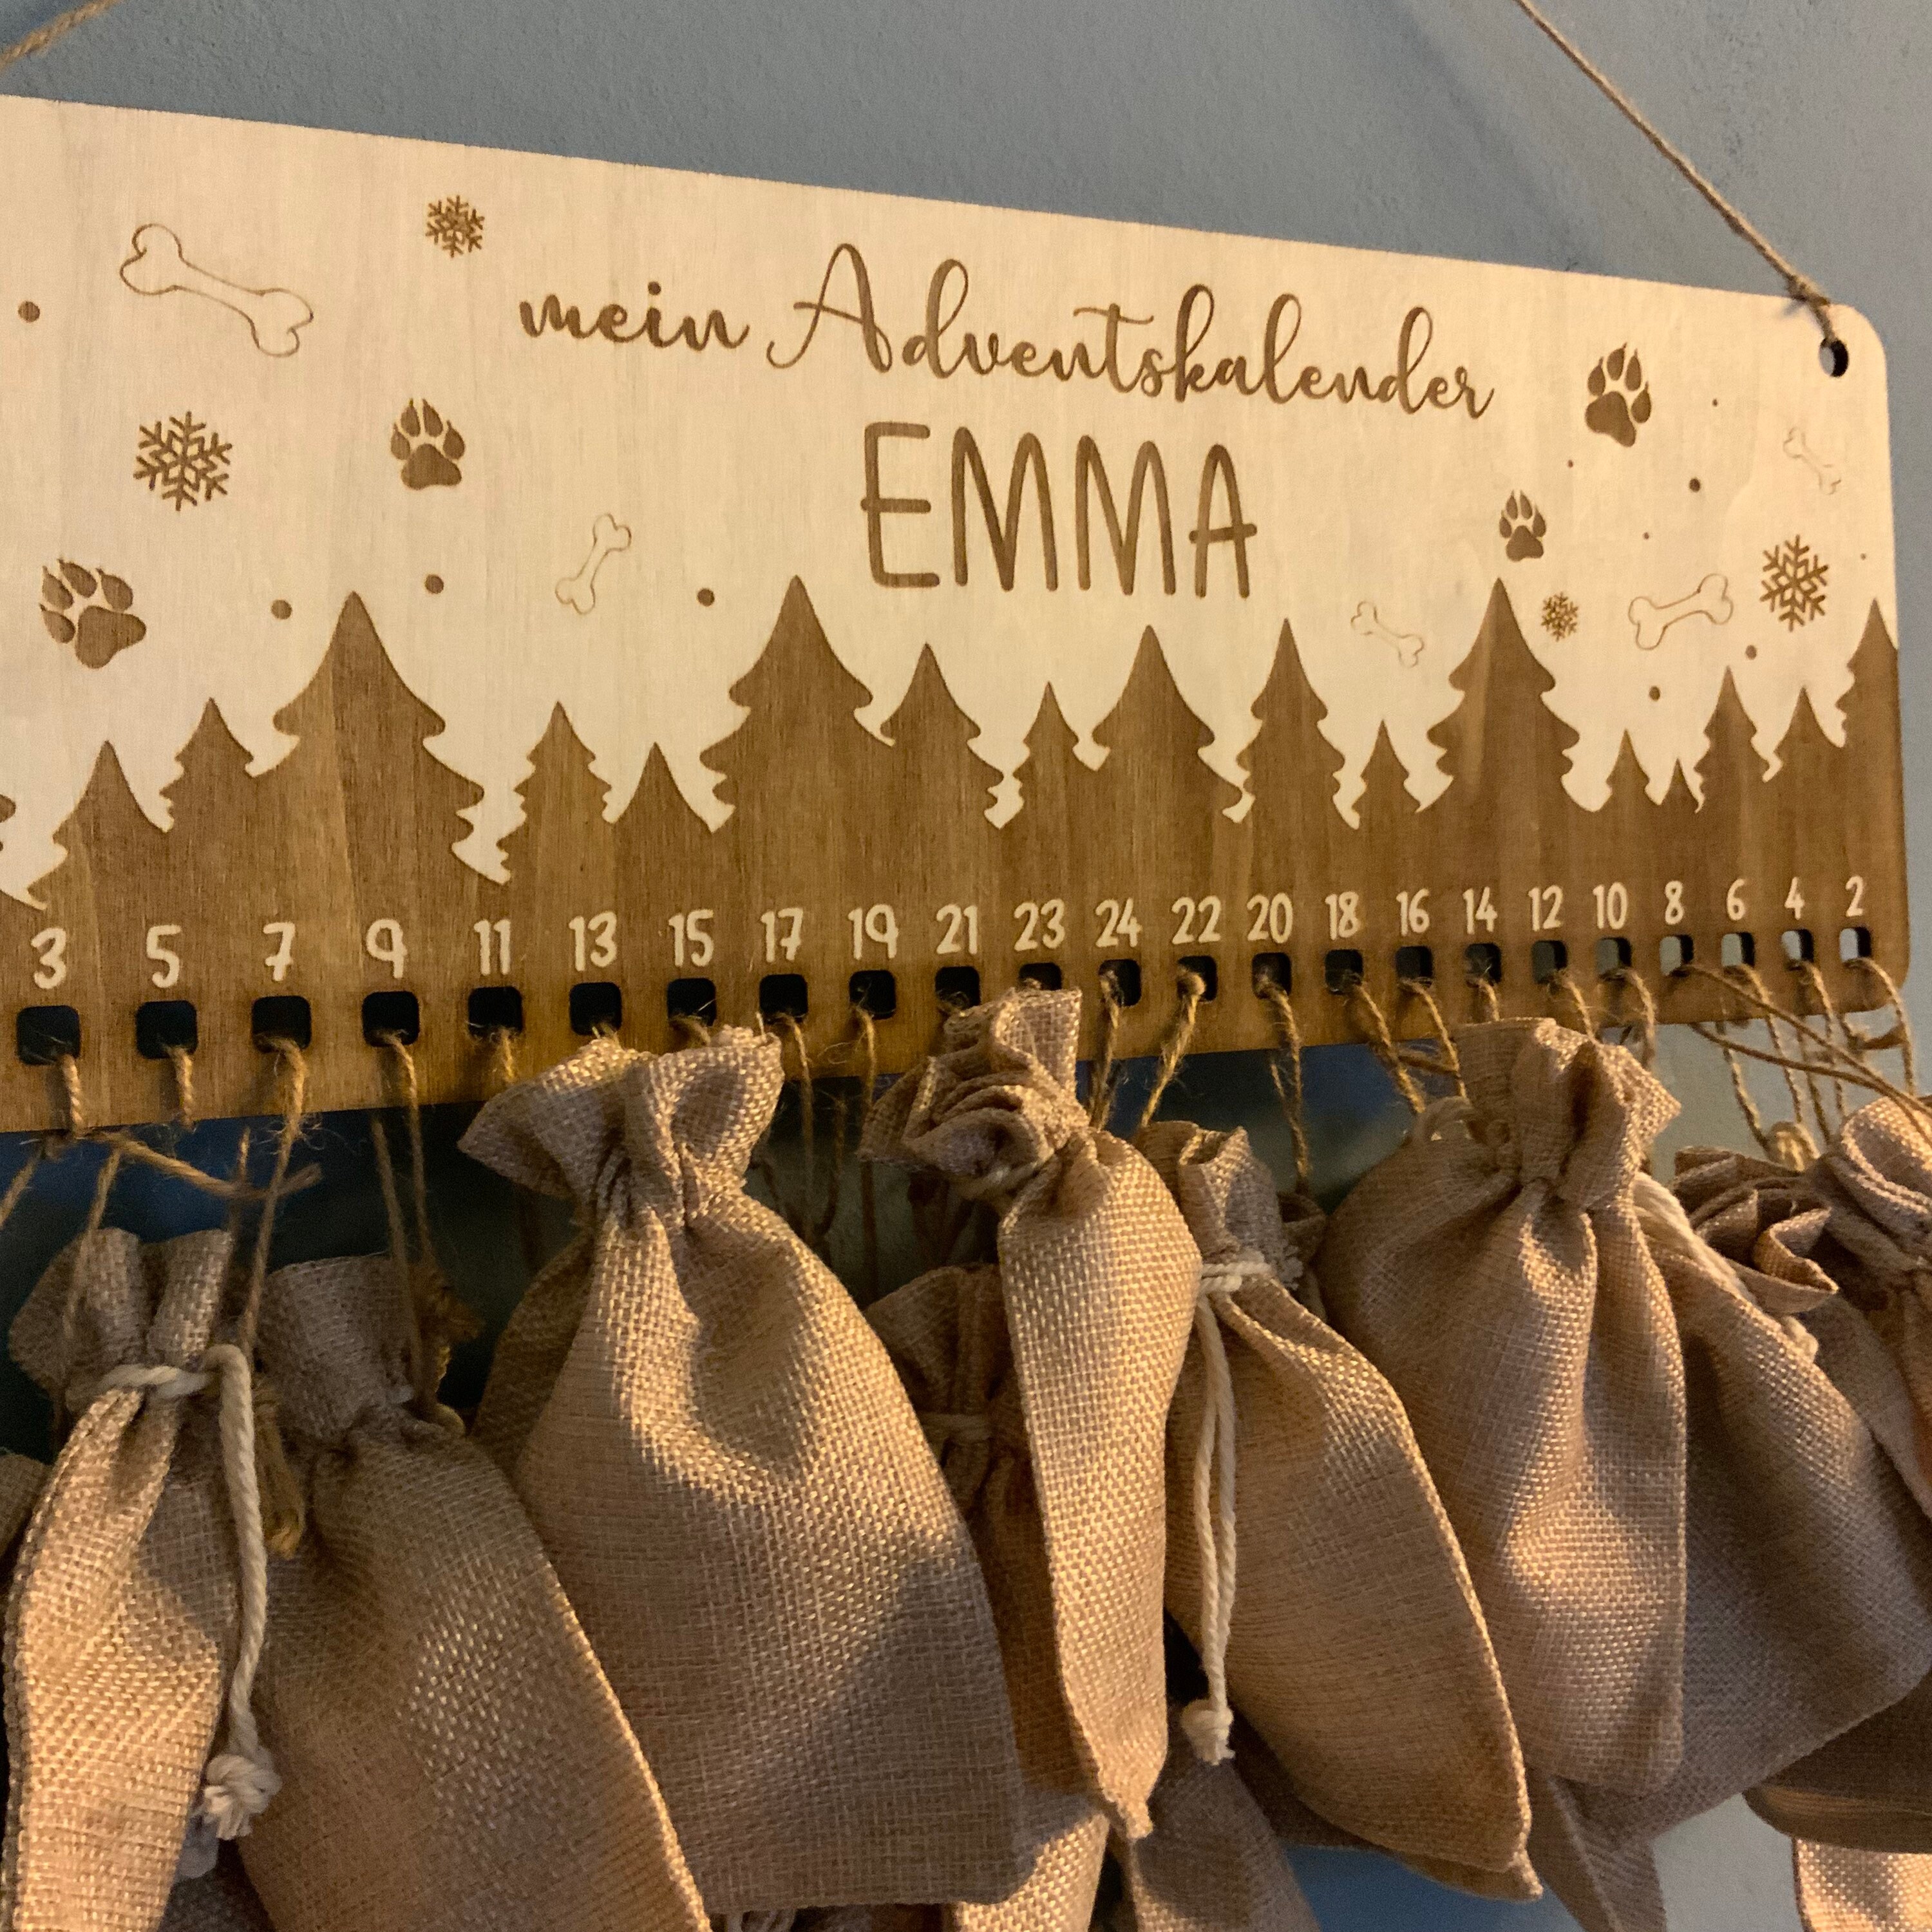 mein Adventskalender
EMMA
3 5 7 9 11 13 15 17 19 21 23 24 22 20 18 16 14 12 10 8 6 4 2